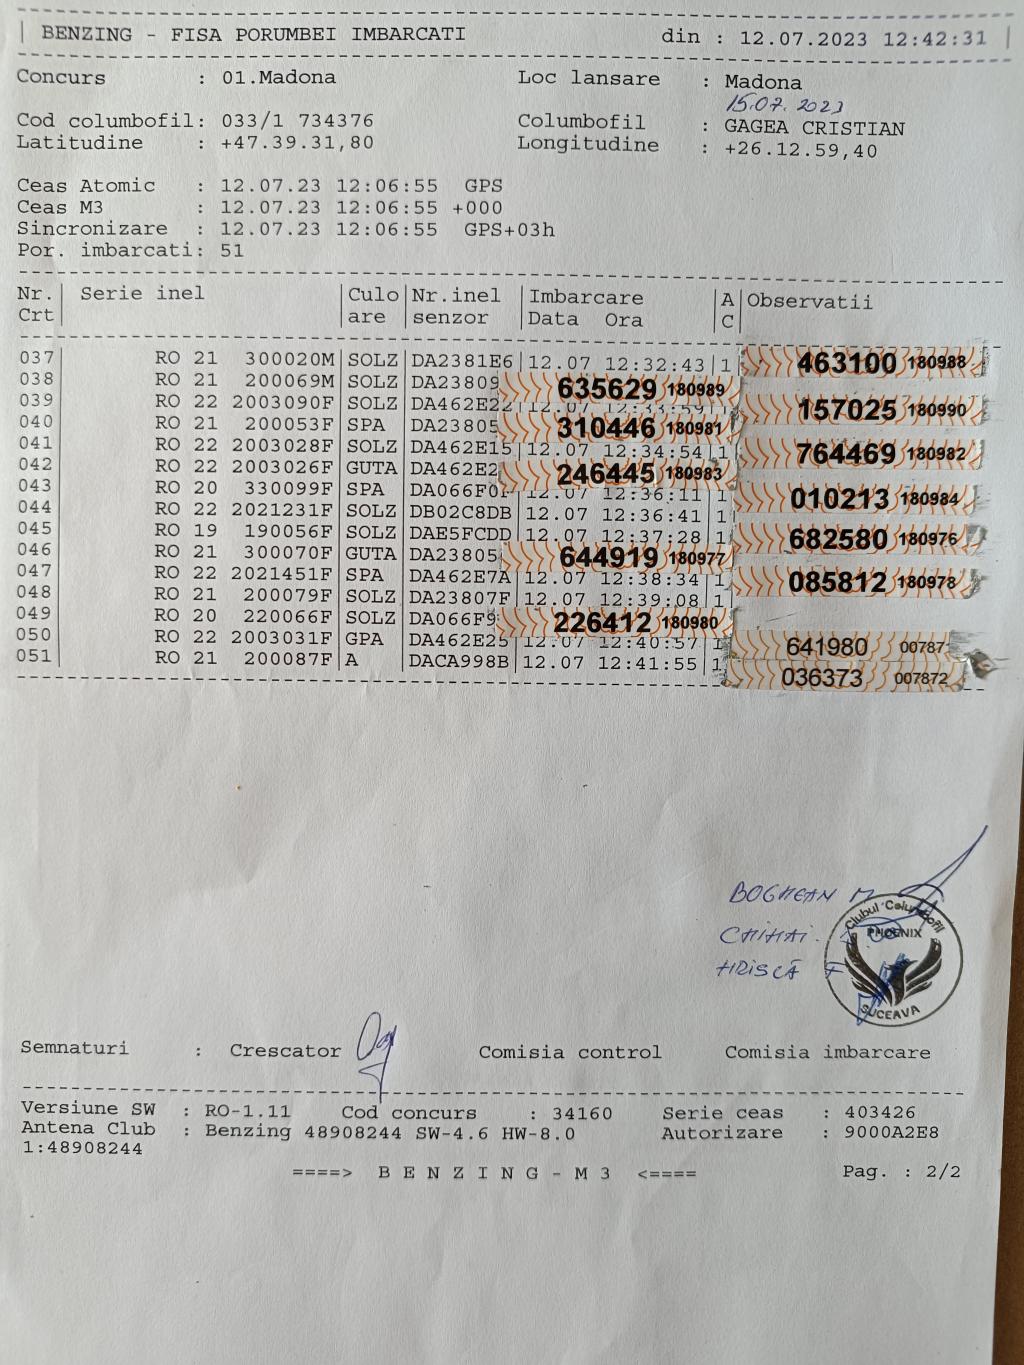 BENZING - FISA PORUMBEI IMBARCATI din : 12.07.2023 12:42:31
Concurs : 01.Madona Loc lansare : Madona
15.07.2023
Cod columbofil: 033/1 734376 Columbofil : GAGEA CRISTIAN
Latitudine : +47.39.31,80 Longitudine : +26.12.59,40
Ceas Atomic : 12.07.23 12:06:55 GPS
Ceas M3 : 12.07.23 12:06:55 +000
Sincronizare : 12.07.23 12:06:55 GPS+03h
Por. imbarcati: 51
Nr. Serie inel Culo Nr.inel Imbarcare A Observatii
Crt are senzor Data Ora C
037 RO 21 300020M SOLZ DA2381E6 12.07 12:32:43 1 463100 180988
038 RO 21 200069M SOLZ DA23809 635629 180989
039 RO 22 2003090F SOLZ DA462E22 12.07 12:33:59 1 157025 180990
040 RO 21 200053F SPA DA23805 310446 180981
041 RO 22 2003028F SOLZ DA462E15 12.07 12:34:54 1 764469 180982
042 RO 22 2003026F GUTA DA462E2 246445 180983
043 RO 20 330099F SPA DA066F0 12.07 12:36:11 1 010213 180984
044 RO 22 2021231F SOLZ DB02C8DB 12.07 12:36:41 1
045 RO 19 190056F SOLZ DAE5FCDD 12.07 12:37:28 1 682580 180976
046 RO 21 300070F GUTA DA23805 644919 180977
047 RO 22 2021451F SPA DA462E7A 12.07 12:38:34 1 085812 180978
048 RO 21 200079F SOLZ DA23807F 12.07 12:39:08 1
049 RO 20 220066F SOLZ DA066F9 226412 180980
050 RO 22 2003031F GPA DA462E25 12.07 12:40:57 1 641980 00787
051 RO 21 200087F A DACA998B 12.07 12:41:55 1 036373 007872
BOGHEAN M
CHIHAI
HRISCĂ F
Clubul Columbofil
PHOENIX
SUCEAVA
Semnaturi : Crescator Comisia control Comisia imbarcare
Versiune SW : RO-1.11 Cod concurs : 34160 Serie ceas : 403426
Antena Club : Benzing 48908244 SW-4.6 HW-8.0 Autorizare : 9000A2E8
1:48908244
====> B E N Z I N G - M 3 <==== Pag. : 2/2